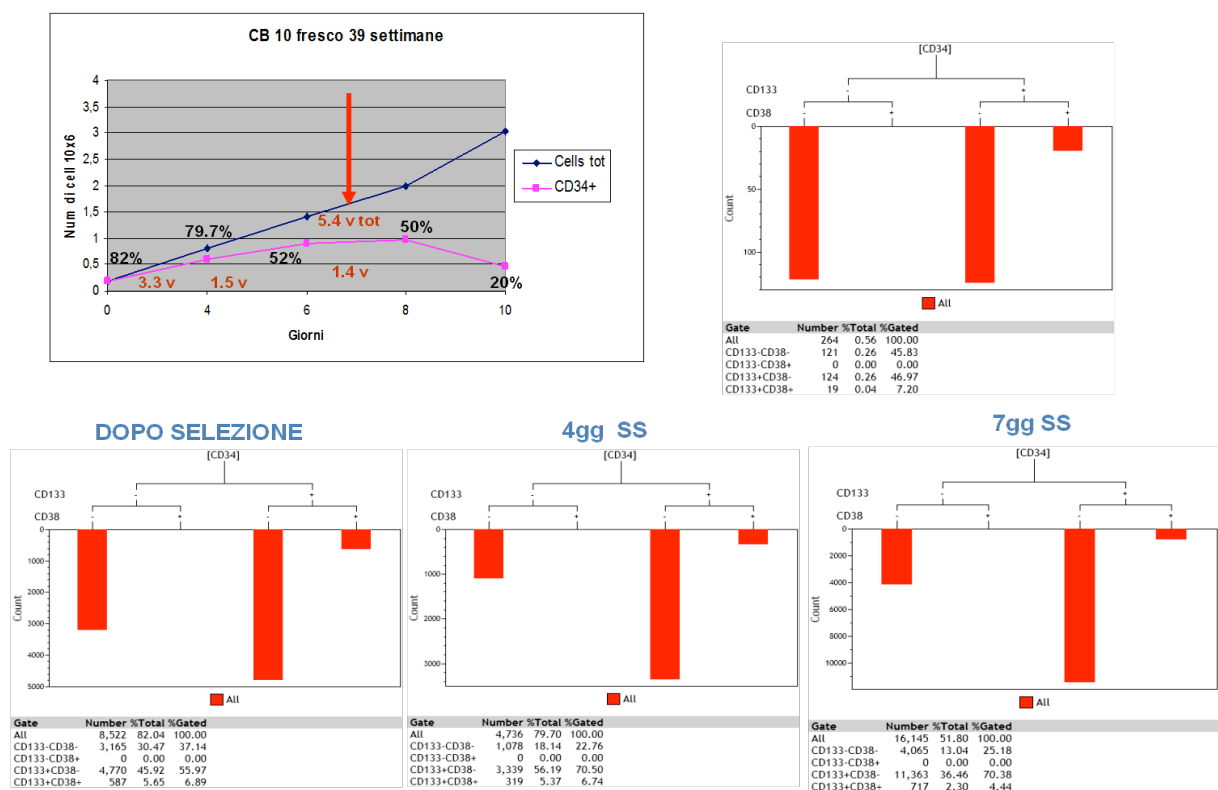 CB 10 fresco 39 settimane
Num di cell 10x6
4
3,5
3
2,5
2
1,5
1
0,5
0
82%
79.7%
52%
50%
20%
3.3 v
1.5 v
1.4 v
5.4 v tot
0 4 6 8 10
Giorni
Cells tot
CD34+
[CD34]
CD133 - +
CD38 - + - +
Count
0
50
100
All
Gate Number %Total %Gated
All 264 0.56 100.00
CD133-CD38- 121 0.26 45.83
CD133-CD38+ 0 0.00 0.00
CD133+CD38- 124 0.26 46.97
CD133+CD38+ 19 0.04 7.20
DOPO SELEZIONE
[CD34]
CD133 - +
CD38 - + - +
Count
0
1000
2000
3000
4000
5000
All
Gate Number %Total %Gated
All 8,522 82.04 100.00
CD133-CD38- 3,165 30.47 37.14
CD133-CD38+ 0 0.00 0.00
CD133+CD38- 4,770 45.92 55.97
CD133+CD38+ 587 5.65 6.89
4gg SS
[CD34]
CD133 - +
CD38 - + - +
Count
0
1000
2000
3000
All
Gate Number %Total %Gated
All 4,736 79.70 100.00
CD133-CD38- 1,078 18.14 22.76
CD133-CD38+ 0 0.00 0.00
CD133+CD38- 3,339 56.19 70.50
CD133+CD38+ 319 5.37 6.74
7gg SS
[CD34]
CD133 - +
CD38 - + - +
Count
0
2000
4000
6000
8000
10000
All
Gate Number %Total %Gated
All 16,145 51.80 100.00
CD133-CD38- 4,065 13.04 25.18
CD133-CD38+ 0 0.00 0.00
CD133+CD38- 11,363 36.46 70.38
CD133+CD38+ 717 2.30 4.44